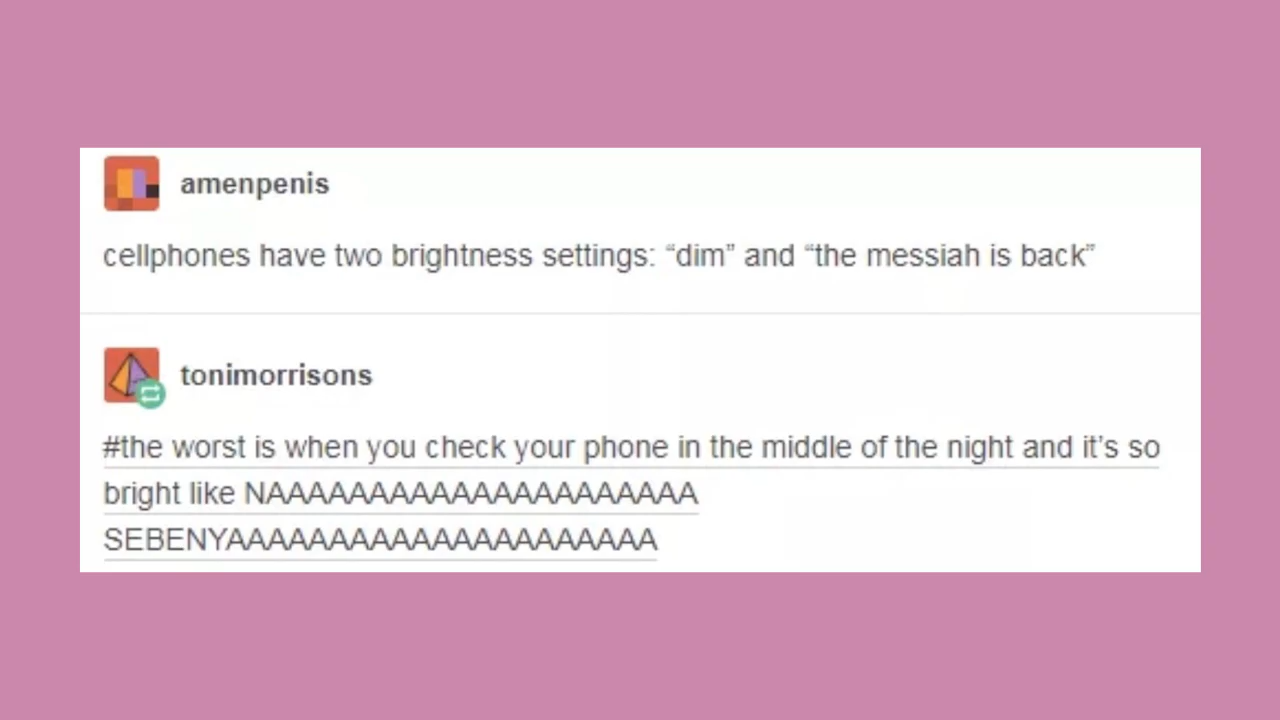 amenpenis
cellphones have two brightness settings: “dim” and “the messiah is back”
tonimorrisons
#the worst is when you check your phone in the middle of the night and it’s so
bright like NAAAAAAAAAAAAAAAAAAAAA
SEBENYAAAAAAAAAAAAAAAAAAAAA